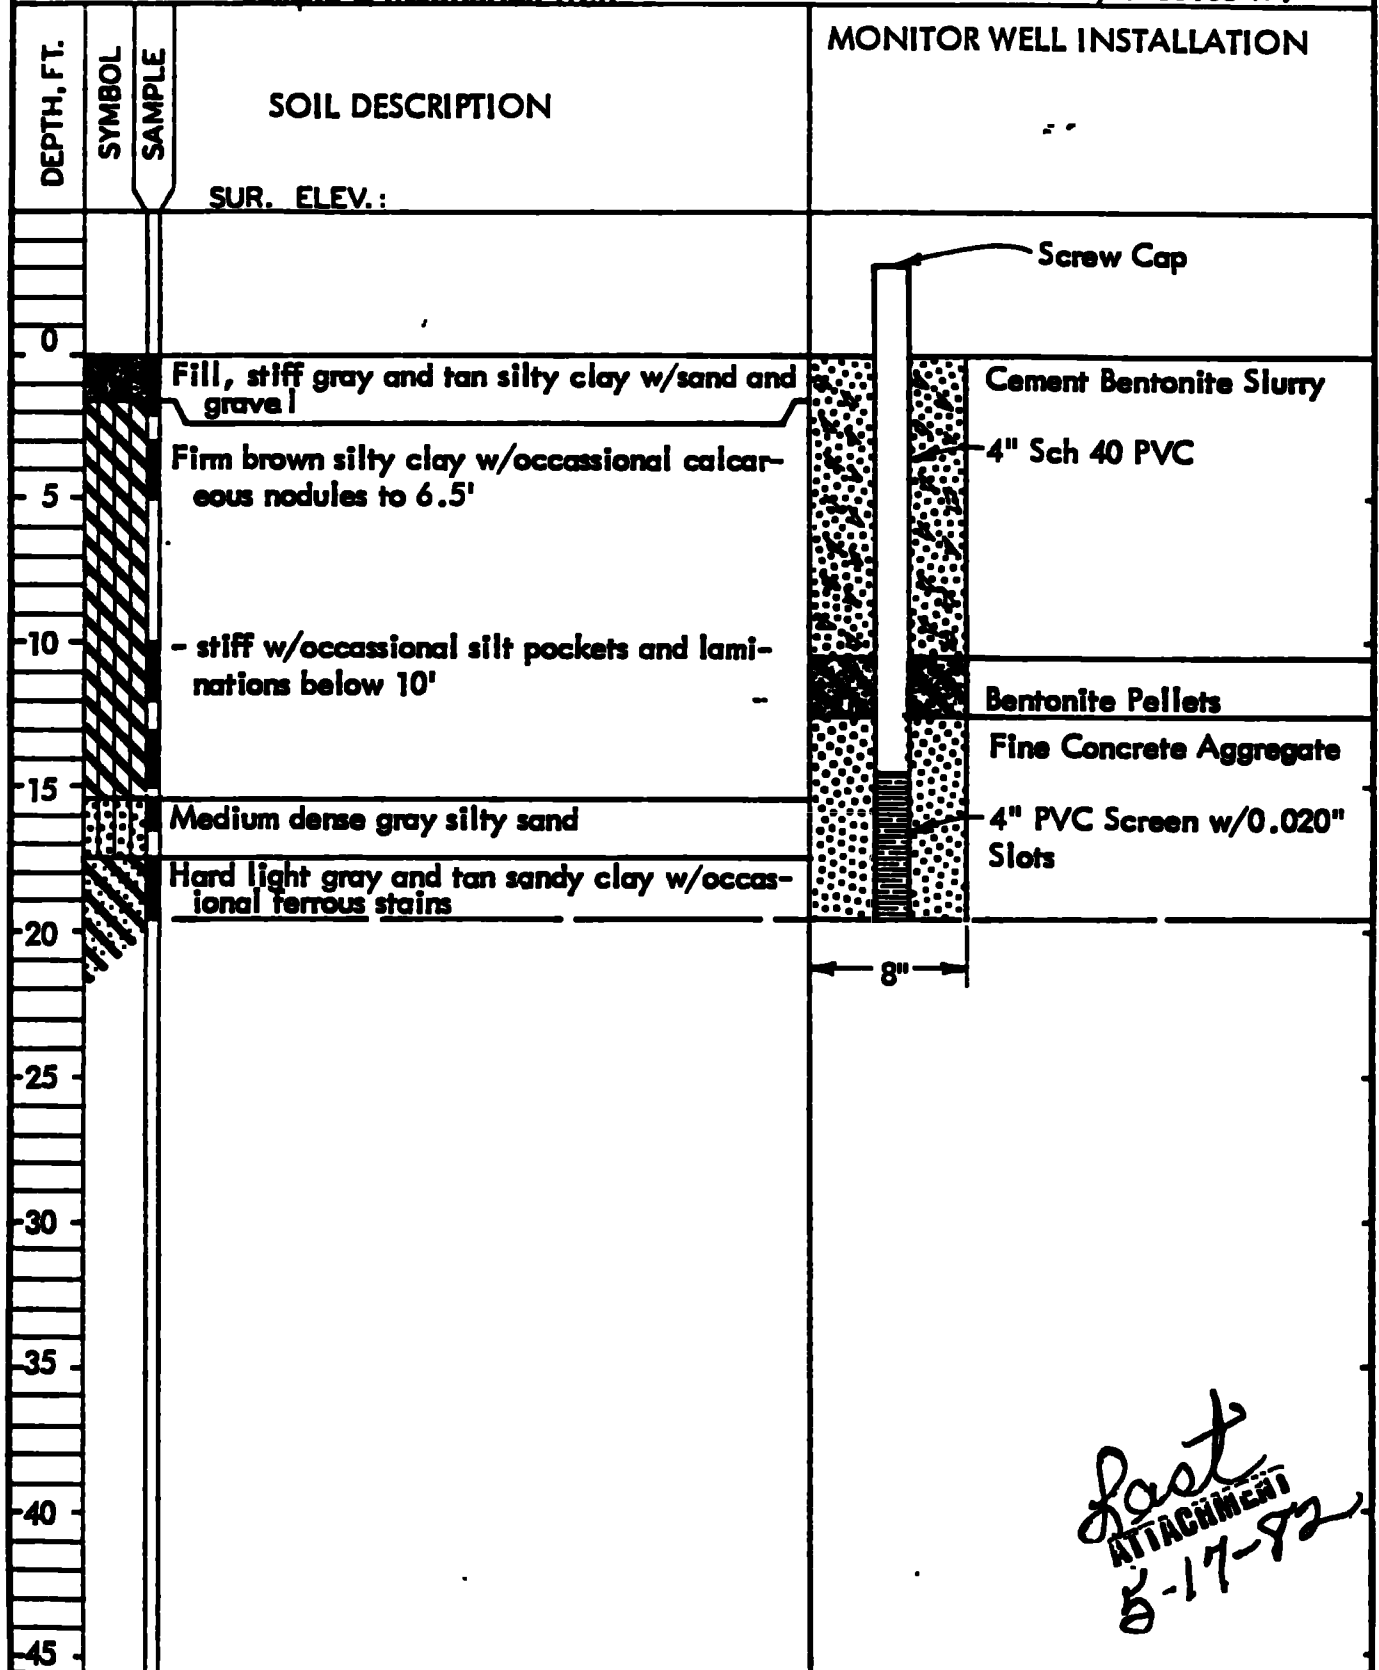 MONITOR WELL INSTALLATION
DEPTH, FT.
SYMBOL
SAMPLE
SOIL DESCRIPTION
SUR. ELEV.:
Screw Cap
0
Fill, stiff gray and tan silty clay w/sand and
gravel
Cement Bentonite Slurry
4" Sch 40 PVC
Firm brown silty clay w/occassional calcar-
eous nodules to 6.5'
5
10
- stiff w/occassional silt pockets and lami-
nations below 10'
Bentonite Pellets
Fine Concrete Aggregate
15
Medium dense gray silty sand
4" PVC Screen w/0.020"
Slots
Hard light gray and tan sandy clay w/occas-
ional ferrous stains
20
8"
25
30
35
40
45
Last
ATTACHMENT
5-17-82